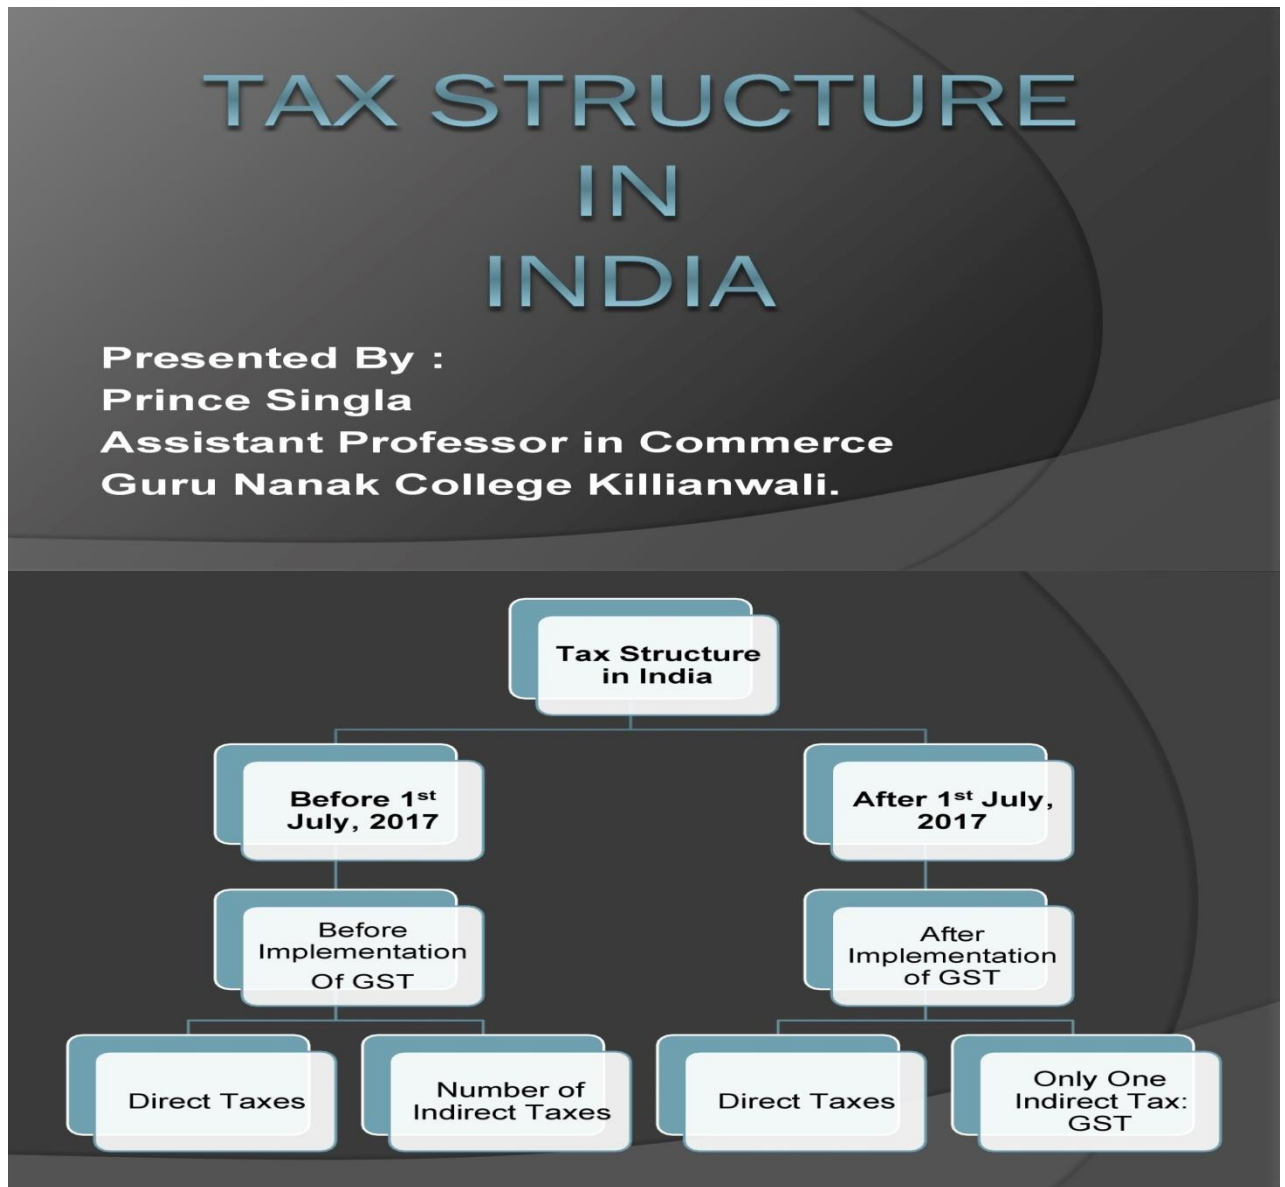 TAX STRUCTURE
IN
INDIA
Presented By :
Prince Singla
Assistant Professor in Commerce
Guru Nanak College Killianwali.
Tax Structure
in India
Before 1st
July, 2017
After 1st July,
2017
Before
Implementation
Of GST
After
Implementation
of GST
Direct Taxes
Number of
Indirect Taxes
Direct Taxes
Only One
Indirect Tax:
GST